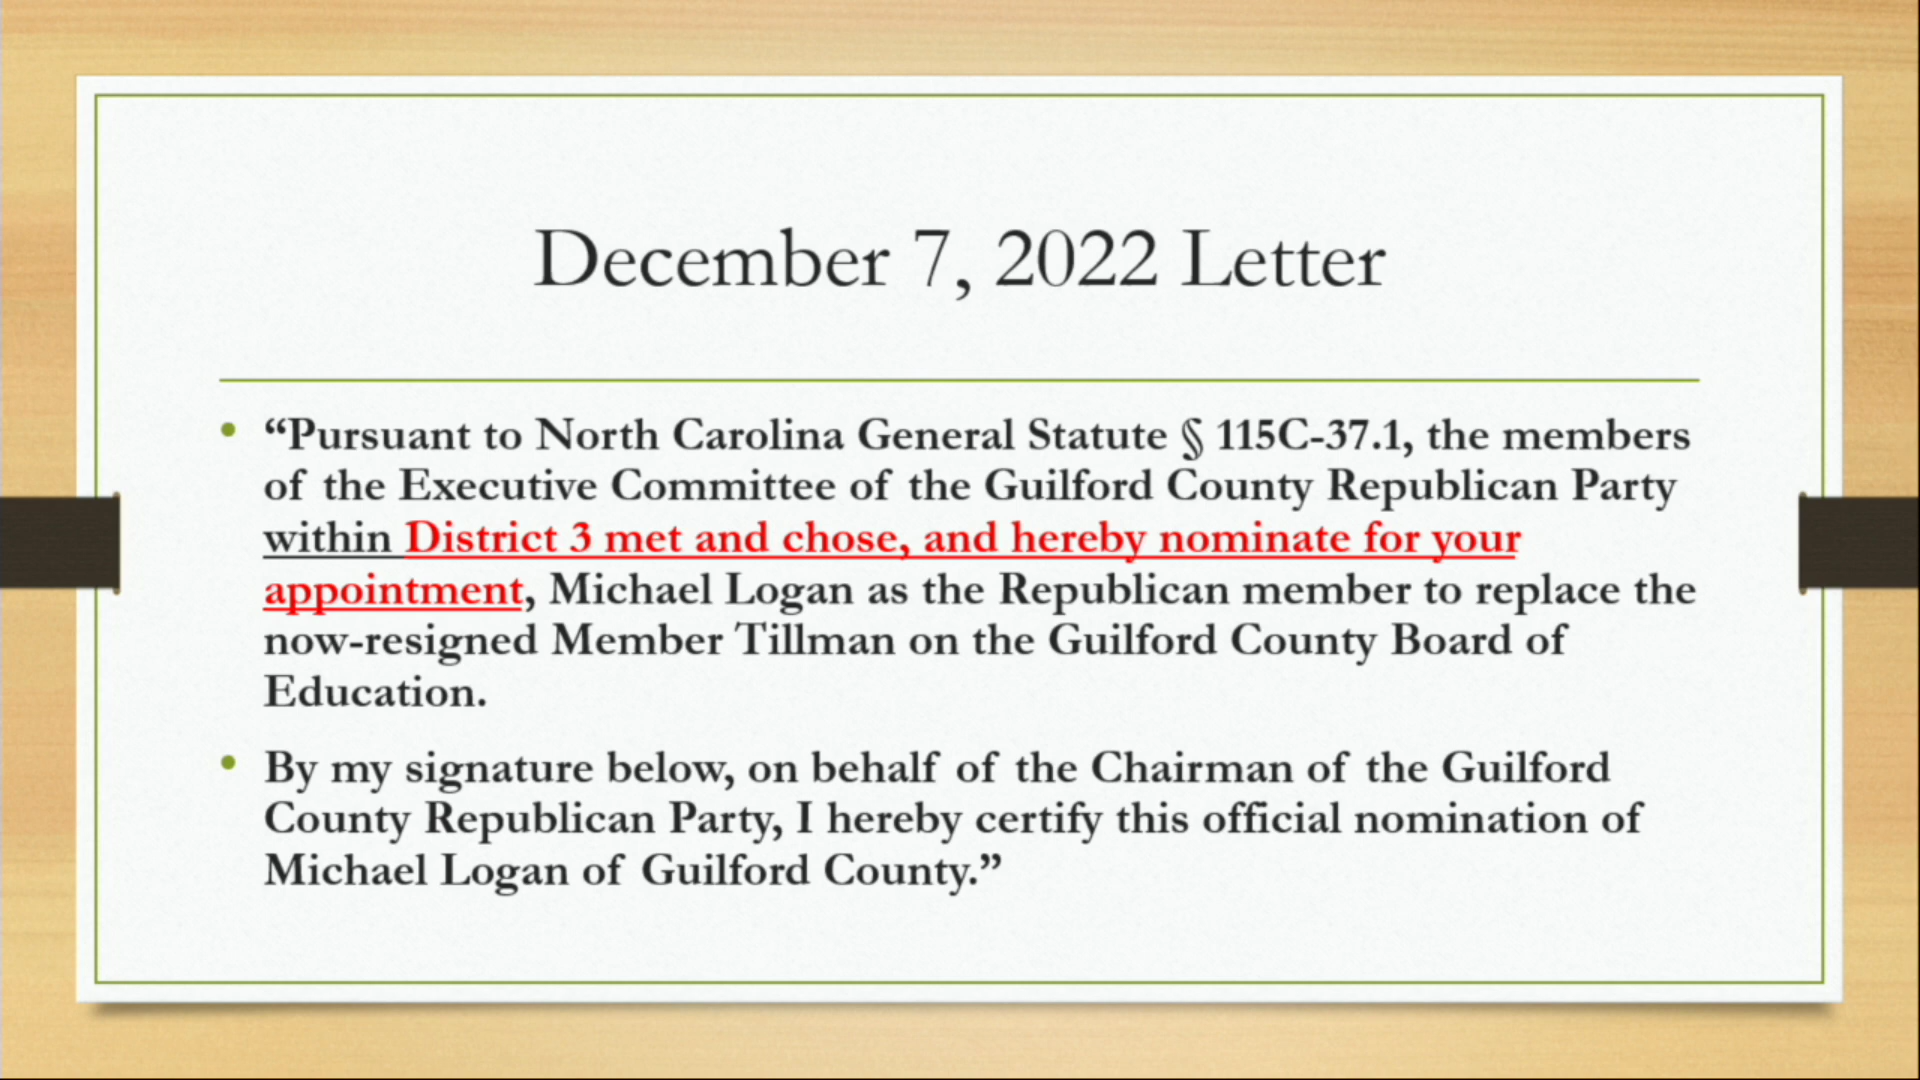 December 7, 2022 Letter
• “Pursuant to North Carolina General Statute § 115C-37.1, the members
of the Executive Committee of the Guilford County Republican Party
within District 3 met and chose, and hereby nominate for your
appointment, Michael Logan as the Republican member to replace the
now-resigned Member Tillman on the Guilford County Board of
Education.
• By my signature below, on behalf of the Chairman of the Guilford
County Republican Party, I hereby certify this official nomination of
Michael Logan of Guilford County.”